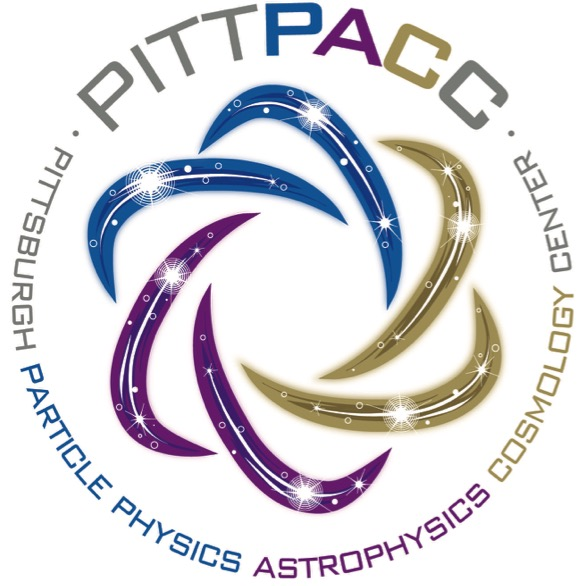 PITTPACC
· PITTSBURGH PARTICLE PHYSICS ASTROPHYSICS COSMOLOGY CENTER ·